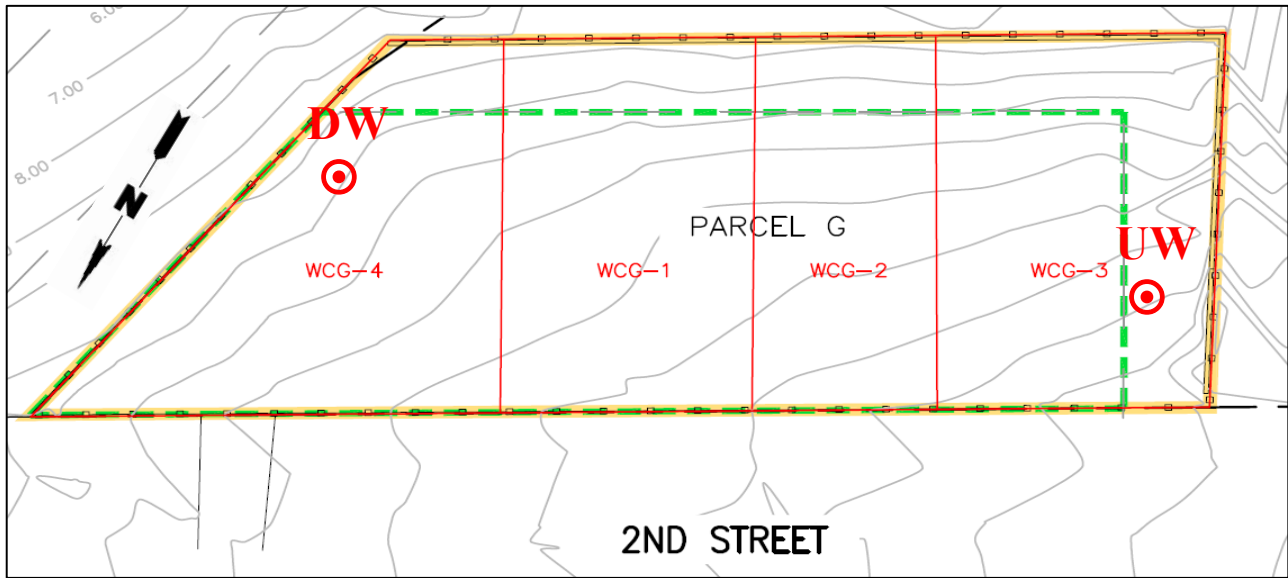 6.00
7.00
8.00
N
DW
PARCEL G
UW
WCG-4
WCG-1
WCG-2
WCG-3
2ND STREET